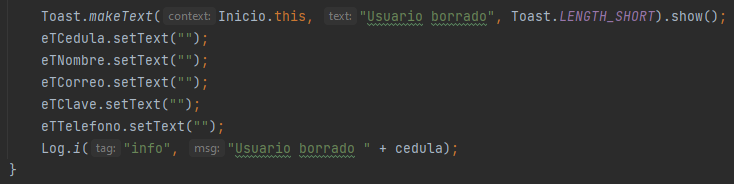 Toast.makeText( context: Inicio.this, text: "Usuario borrado", Toast.LENGTH_SHORT).show();
eTCedula.setText("");
eTNombre.setText("");
eTCorreo.setText("");
eTClave.setText("");
eTTelefono.setText("");
Log.i( tag: "info", msg: "Usuario borrado " + cedula);
}